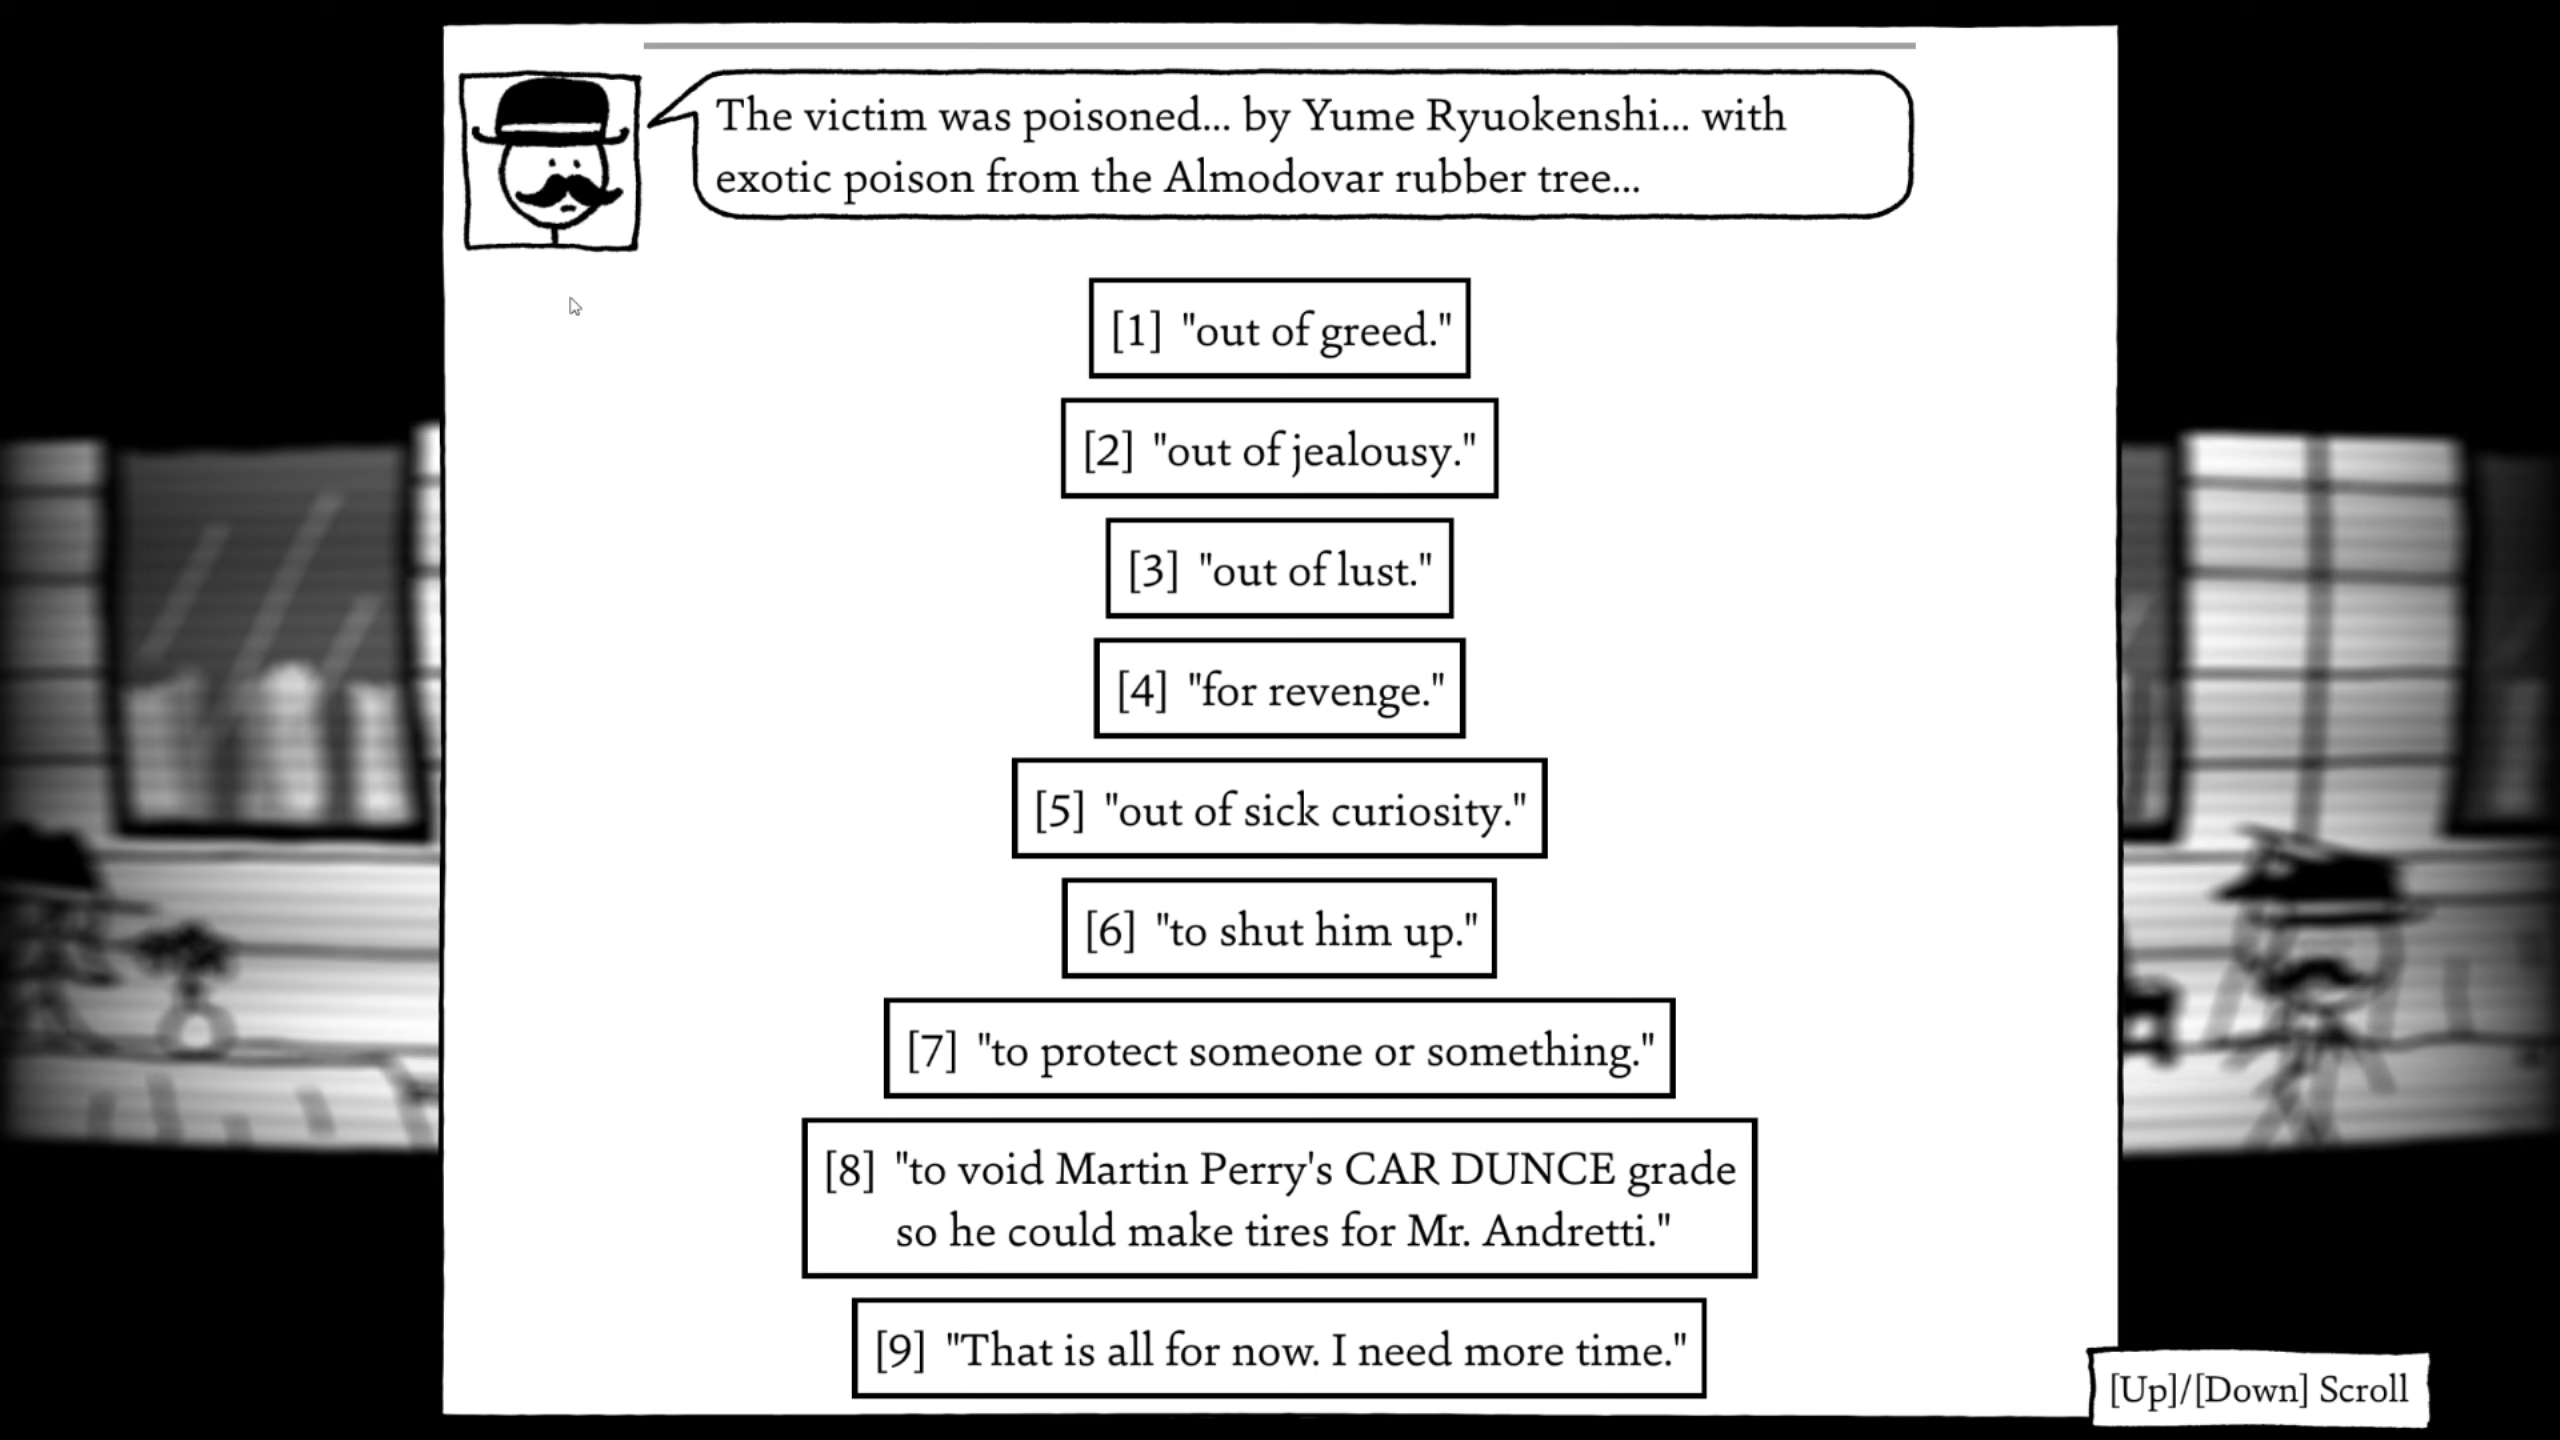 The victim was poisoned... by Yume Ryuokenshi... with
exotic poison from the Almodovar rubber tree...
[1] "out of greed."
[2] "out of jealousy."
[3] "out of lust."
[4] "for revenge."
[5] "out of sick curiosity."
[6] "to shut him up."
[7] "to protect someone or something."
[8] "to void Martin Perry's CAR DUNCE grade
so he could make tires for Mr. Andretti."
[9] "That is all for now. I need more time."
[Up]/[Down] Scroll